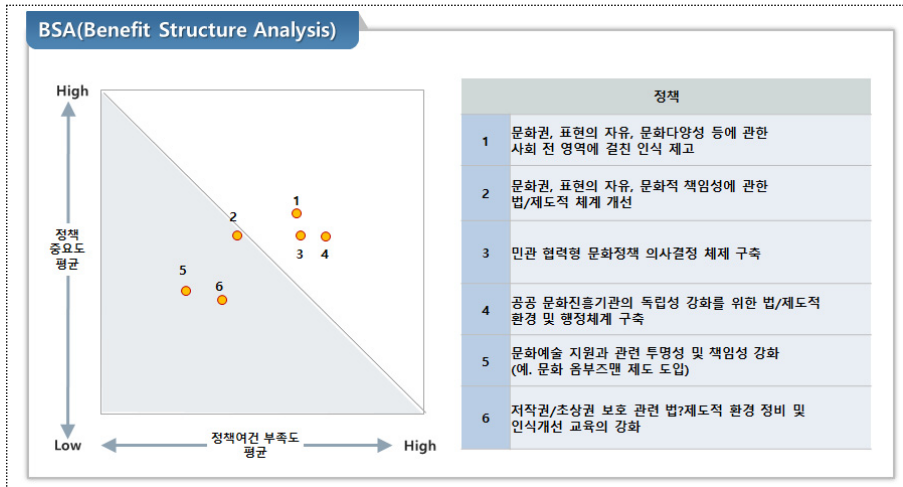 BSA(Benefit Structure Analysis)
High
정책
중요도
평균
Low
정책여건 부족도
평균
High
1
2
3
4
5
6
정책
1
문화권, 표현의 자유, 문화다양성 등에 관한
사회 전 영역에 걸친 인식 제고
2
문화권, 표현의 자유, 문화적 책임성에 관한
법/제도적 체계 개선
3
민관 협력형 문화정책 의사결정 체제 구축
4
공공 문화진흥기관의 독립성 강화를 위한 법/제도적
환경 및 행정체계 구축
5
문화예술 지원과 관련 투명성 및 책임성 강화
(예. 문화 옴부즈맨 제도 도입)
6
저작권/초상권 보호 관련 법?제도적 환경 정비 및
인식개선 교육의 강화